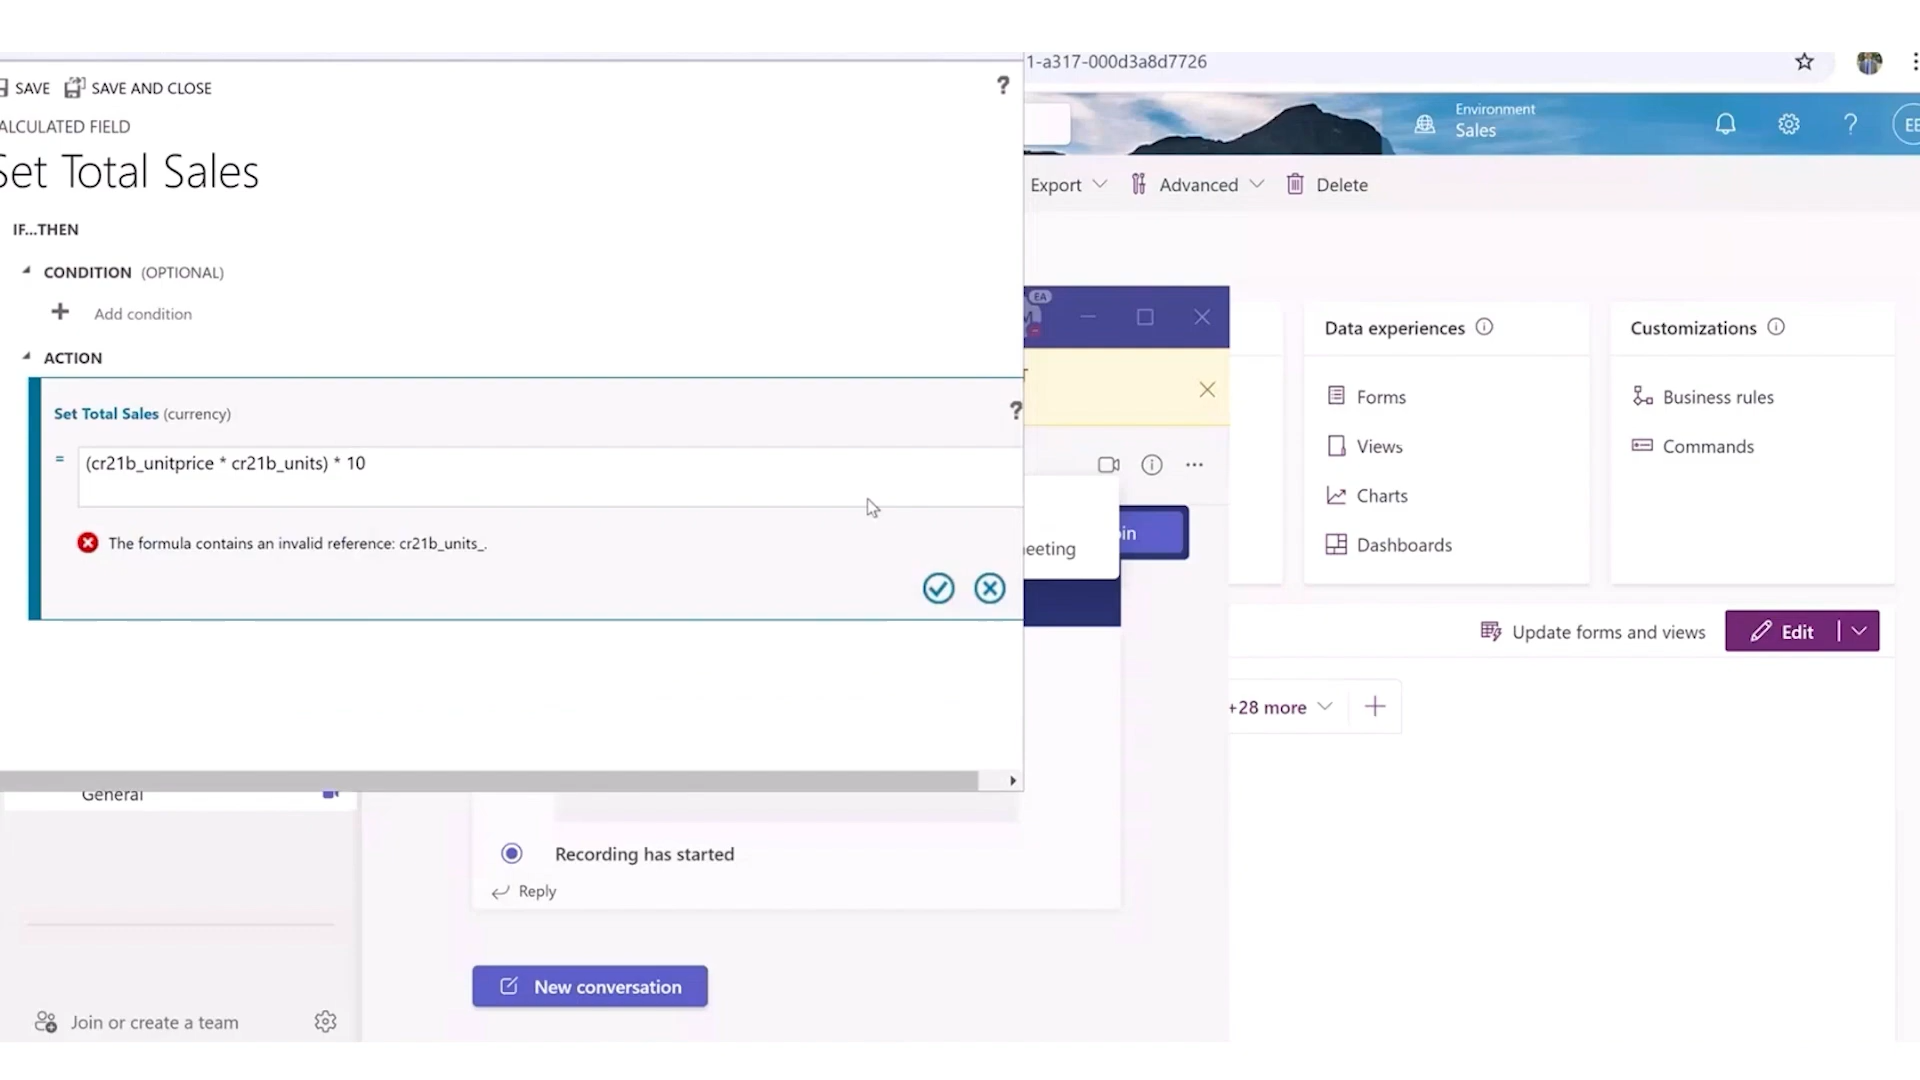 1-a317-000d3a8d7726
SAVE SAVE AND CLOSE ?
ALCULATED FIELD
Set Total Sales
IF...THEN
CONDITION (OPTIONAL)
Add condition
ACTION
Set Total Sales (currency) ?
= (cr21b_unitprice * cr21b_units) * 10
The formula contains an invalid reference: cr21b_units_.
Environment
Sales
?
EE
Export Advanced Delete
EA
Data experiences
Forms
Views
Charts
Dashboards
Customizations
Business rules
Commands
oin
eeting
Update forms and views Edit
+28 more
General
Recording has started
Reply
New conversation
Join or create a team